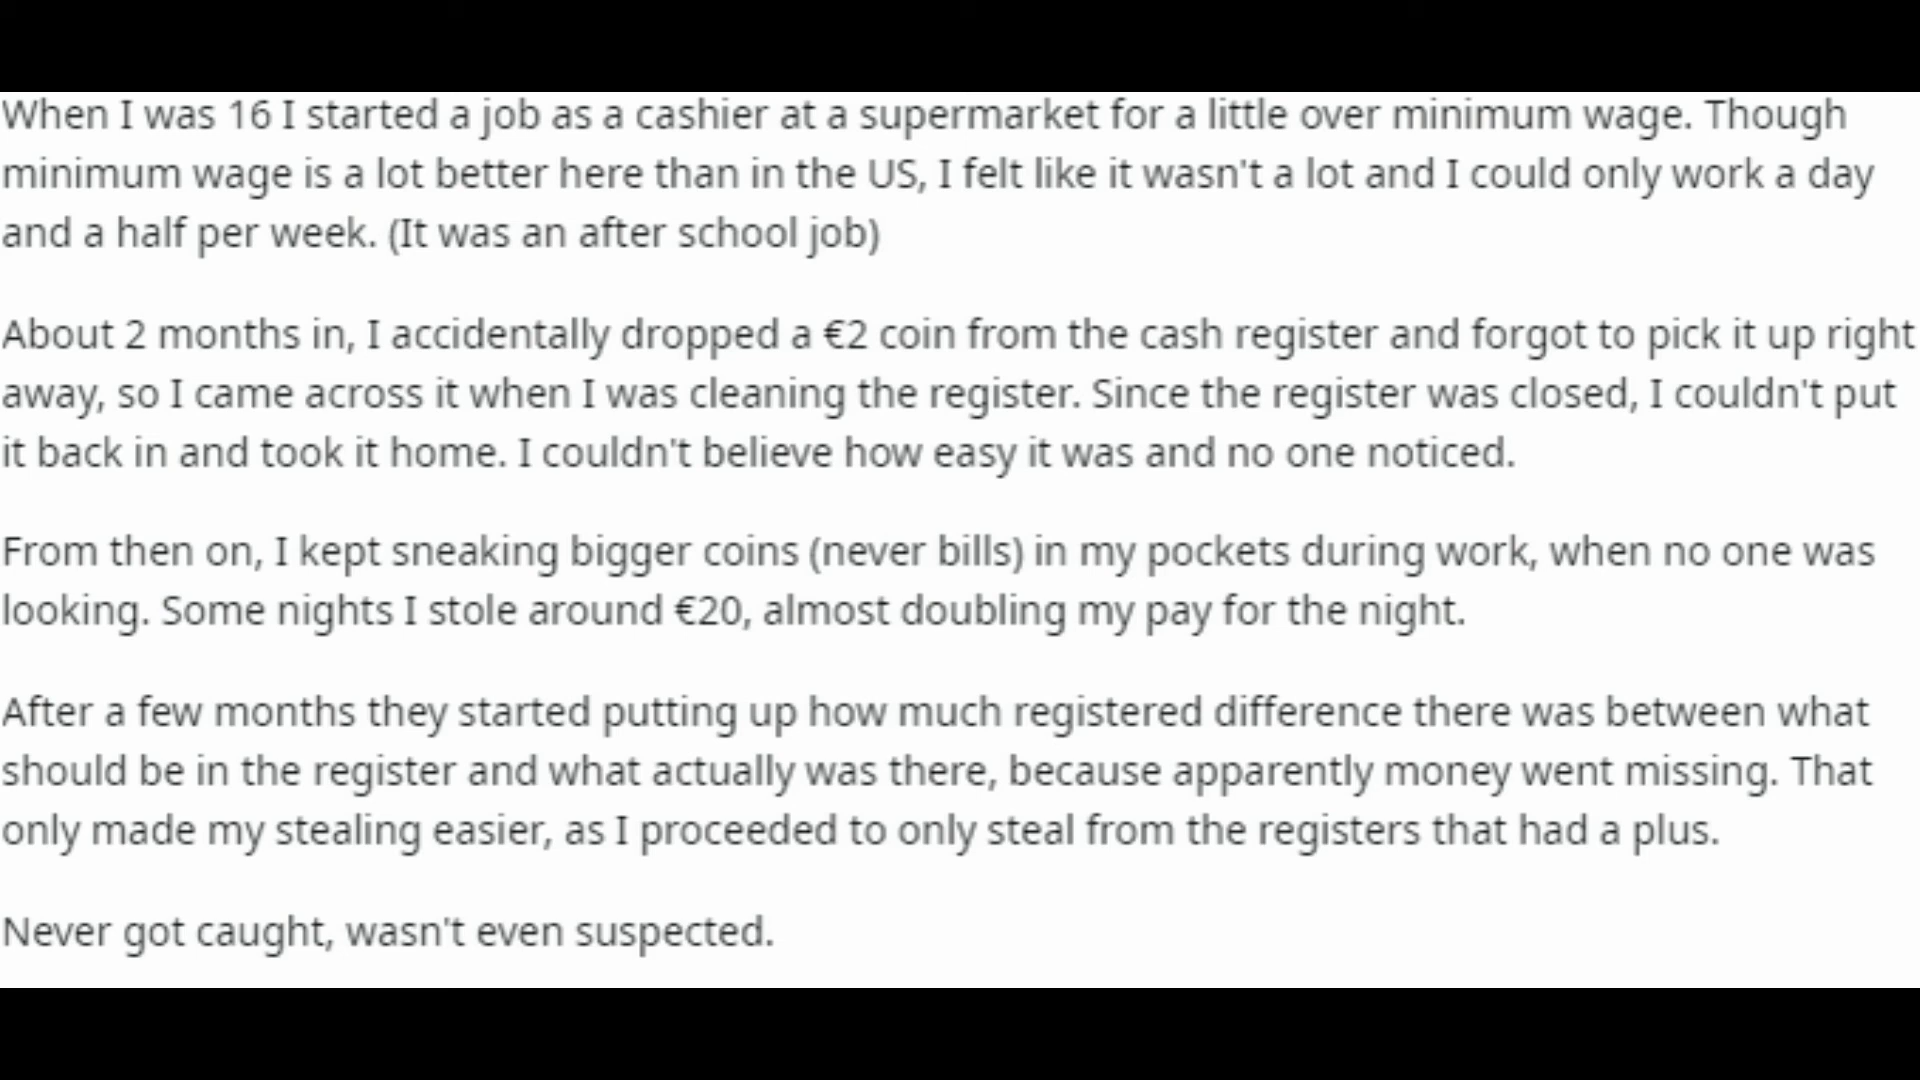 When I was 16 I started a job as a cashier at a supermarket for a little over minimum wage. Though
minimum wage is a lot better here than in the US, I felt like it wasn't a lot and I could only work a day
and a half per week. (It was an after school job)
About 2 months in, I accidentally dropped a €2 coin from the cash register and forgot to pick it up right
away, so I came across it when I was cleaning the register. Since the register was closed, I couldn't put
it back in and took it home. I couldn't believe how easy it was and no one noticed.
From then on, I kept sneaking bigger coins (never bills) in my pockets during work, when no one was
looking. Some nights I stole around €20, almost doubling my pay for the night.
After a few months they started putting up how much registered difference there was between what
should be in the register and what actually was there, because apparently money went missing. That
only made my stealing easier, as I proceeded to only steal from the registers that had a plus.
Never got caught, wasn't even suspected.